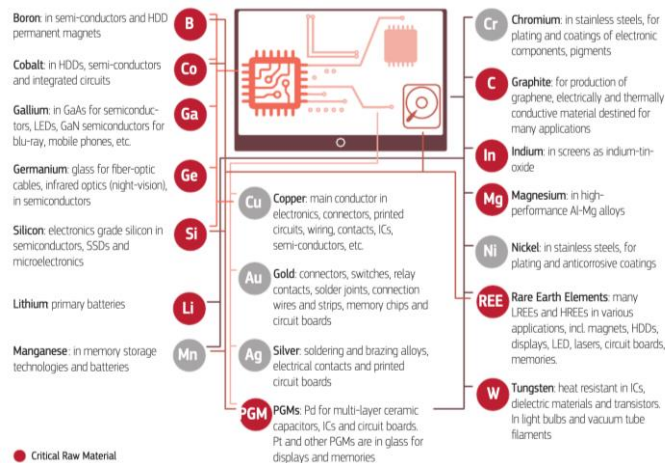 Boron: in semi-conductors and HDD
permanent magnets
B
Cobalt: in HDDs, semi-conductors
and integrated circuits
Co
Gallium: in GaAs for semiconduc-
tors, LEDs, GaN semiconductors for
blu-ray, mobile phones, etc.
Ga
Germanium: glass for fiber-optic
cables, infrared optics (night-vision),
in semiconductors
Ge
Silicon: electronics grade silicon in
semiconductors, SSDs and
microelectronics
Si
Lithium: primary batteries
Li
Manganese: in memory storage
technologies and batteries
Mn
Critical Raw Material
Cu
Copper: main conductor in
electronics, connectors, printed
circuits, wiring, contacts, ICs,
semi-conductors, etc.
Au
Gold: connectors, switches, relay
contacts, solder joints, connection
wires and strips, memory chips and
circuit boards
Ag
Silver: soldering and brazing alloys,
electrical contacts and printed
circuit boards
PGM
PGMs: Pd for multi-layer ceramic
capacitors, ICs and circuit boards.
Pt and other PGMs are in glass for
displays and memories
Cr
Chromium: in stainless steels, for
plating and coatings of electronic
components, pigments
C
Graphite: for production of
graphene, electrically and thermally
conductive material destined for
many applications
In
Indium: in screens as indium-tin-
oxide
Mg
Magnesium: in high-
performance Al-Mg alloys
Ni
Nickel: in stainless steels, for
plating and anticorrosive coatings
REE
Rare Earth Elements: many
LREEs and HREEs in various
applications, incl. magnets, HDDs,
displays, LED, lasers, circuit boards,
memories.
W
Tungsten: heat resistant in ICs,
dielectric materials and transistors.
In light bulbs and vacuum tube
filaments